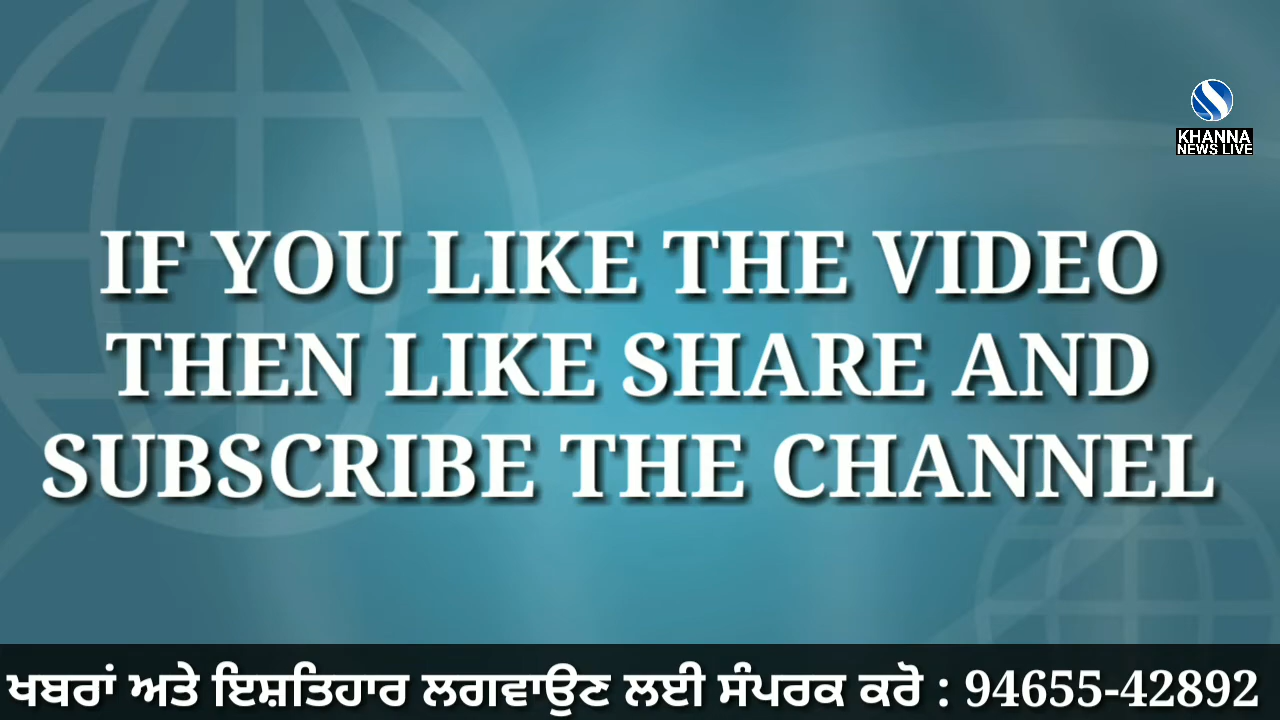 KHANNA
NEWS LIVE
IF YOU LIKE THE VIDEO
THEN LIKE SHARE AND
SUBSCRIBE THE CHANNEL
ਖਬਰਾਂ ਅਤੇ ਇਸ਼ਤਿਹਾਰ ਲਗਵਾਉਣ ਲਈ ਸੰਪਰਕ ਕਰੋ : 94655-42892